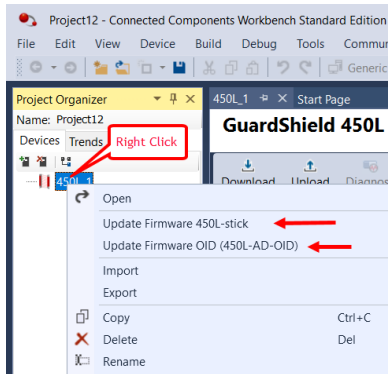 Project12 - Connected Components Workbench Standard Edition
File Edit View Device Build Debug Tools Commun
Generic
Project Organizer
450L_1
Start Page
Name: Project12
GuardShield 450L
Devices Trends
Right Click
Download Upload Diagnos
450L_1
Open
Update Firmware 450L-stick
Update Firmware OID (450L-AD-OID)
Import
Export
Copy Ctrl+C
Delete Del
Rename